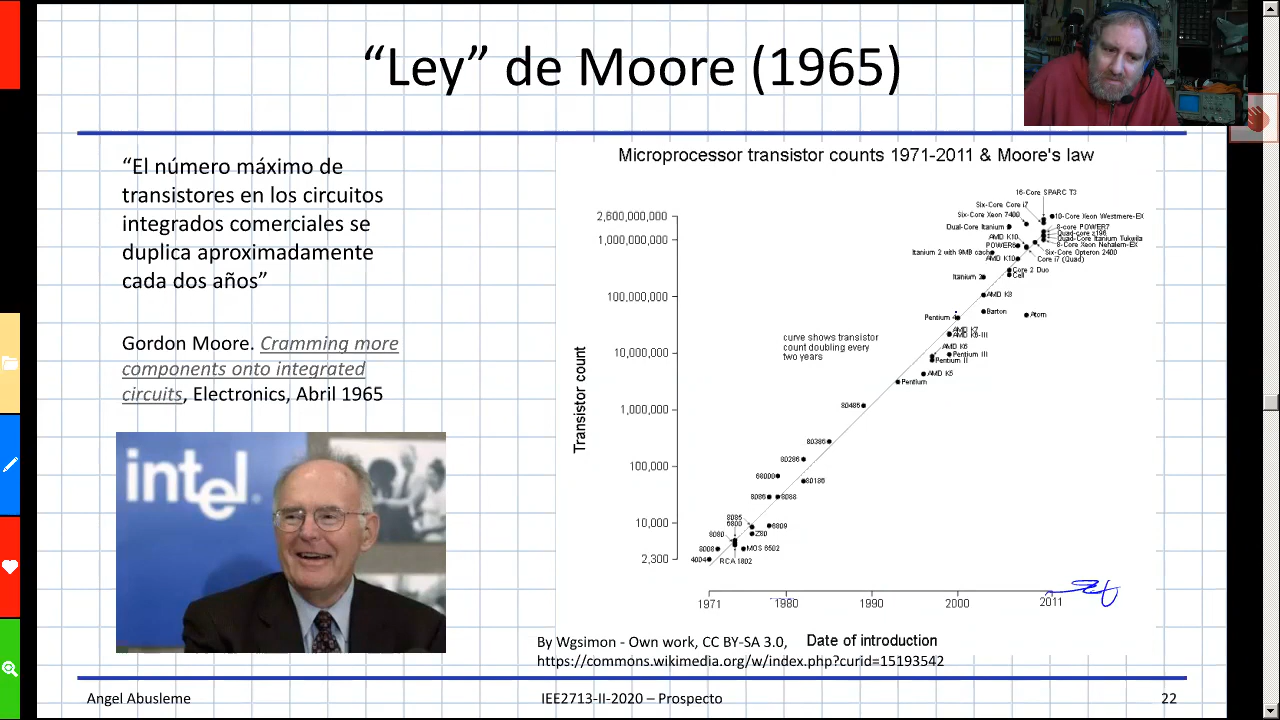 “Ley” de Moore (1965)
“El número máximo de
transistores en los circuitos
integrados comerciales se
duplica aproximadamente
cada dos años”
Gordon Moore. Cramming more
components onto integrated
circuits, Electronics, Abril 1965
intel
Microprocessor transistor counts 1971-2011 & Moore's law
16-Core SPARC T3
Six-Core Core i7
Six-Core Xeon 7400
10-Core Xeon Westmere-EX
Dual-Core Itanium 2
8-core POWER7
Quad-core z196
AMD K10
Quad-Core Itanium Tukwila
POWER6
8-Core Xeon Nehalem-EX
Itanium 2 with 9MB cache
Six-Core Opteron 2400
AMD K10
Core i7 (Quad)
Core 2 Duo
Itanium 2
Cell
AMD K8
Pentium 4
Barton
Atom
AMD K7
AMD K6-III
curve shows transistor
count doubling every
two years
AMD K6
Pentium III
Pentium II
AMD K5
Pentium
80486
80386
80286
68000
80186
8086
8088
8085
6800
6809
8080
Z80
8008
MOS 6502
4004
RCA 1802
2,600,000,000
1,000,000,000
100,000,000
10,000,000
1,000,000
100,000
10,000
2,300
Transistor count
1971
1980
1990
2000
2011
Date of introduction
By Wgsimon - Own work, CC BY-SA 3.0,
https://commons.wikimedia.org/w/index.php?curid=15193542
Angel Abusleme
IEE2713-II-2020 – Prospecto
22